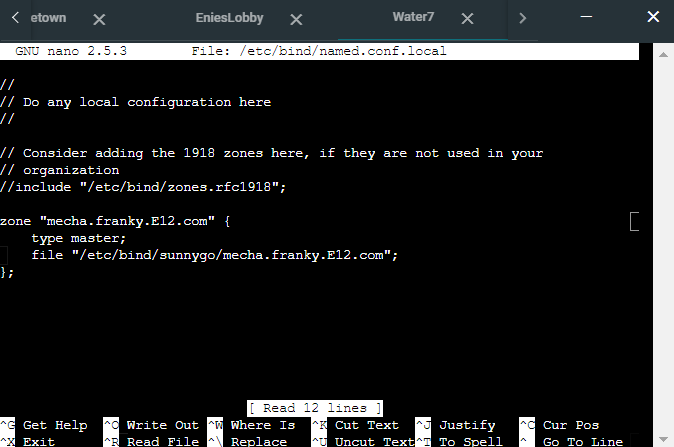 etown EniesLobby Water7
GNU nano 2.5.3 File: /etc/bind/named.conf.local
//
// Do any local configuration here
//
// Consider adding the 1918 zones here, if they are not used in your
// organization
//include "/etc/bind/zones.rfc1918";
zone "mecha.franky.E12.com" {
    type master;
    file "/etc/bind/sunnygo/mecha.franky.E12.com";
};
[ Read 12 lines ]
^G Get Help ^O Write Out ^W Where Is ^K Cut Text ^J Justify ^C Cur Pos
^X Exit ^R Read File ^\ Replace ^U Uncut Text ^T To Spell ^_ Go To Line